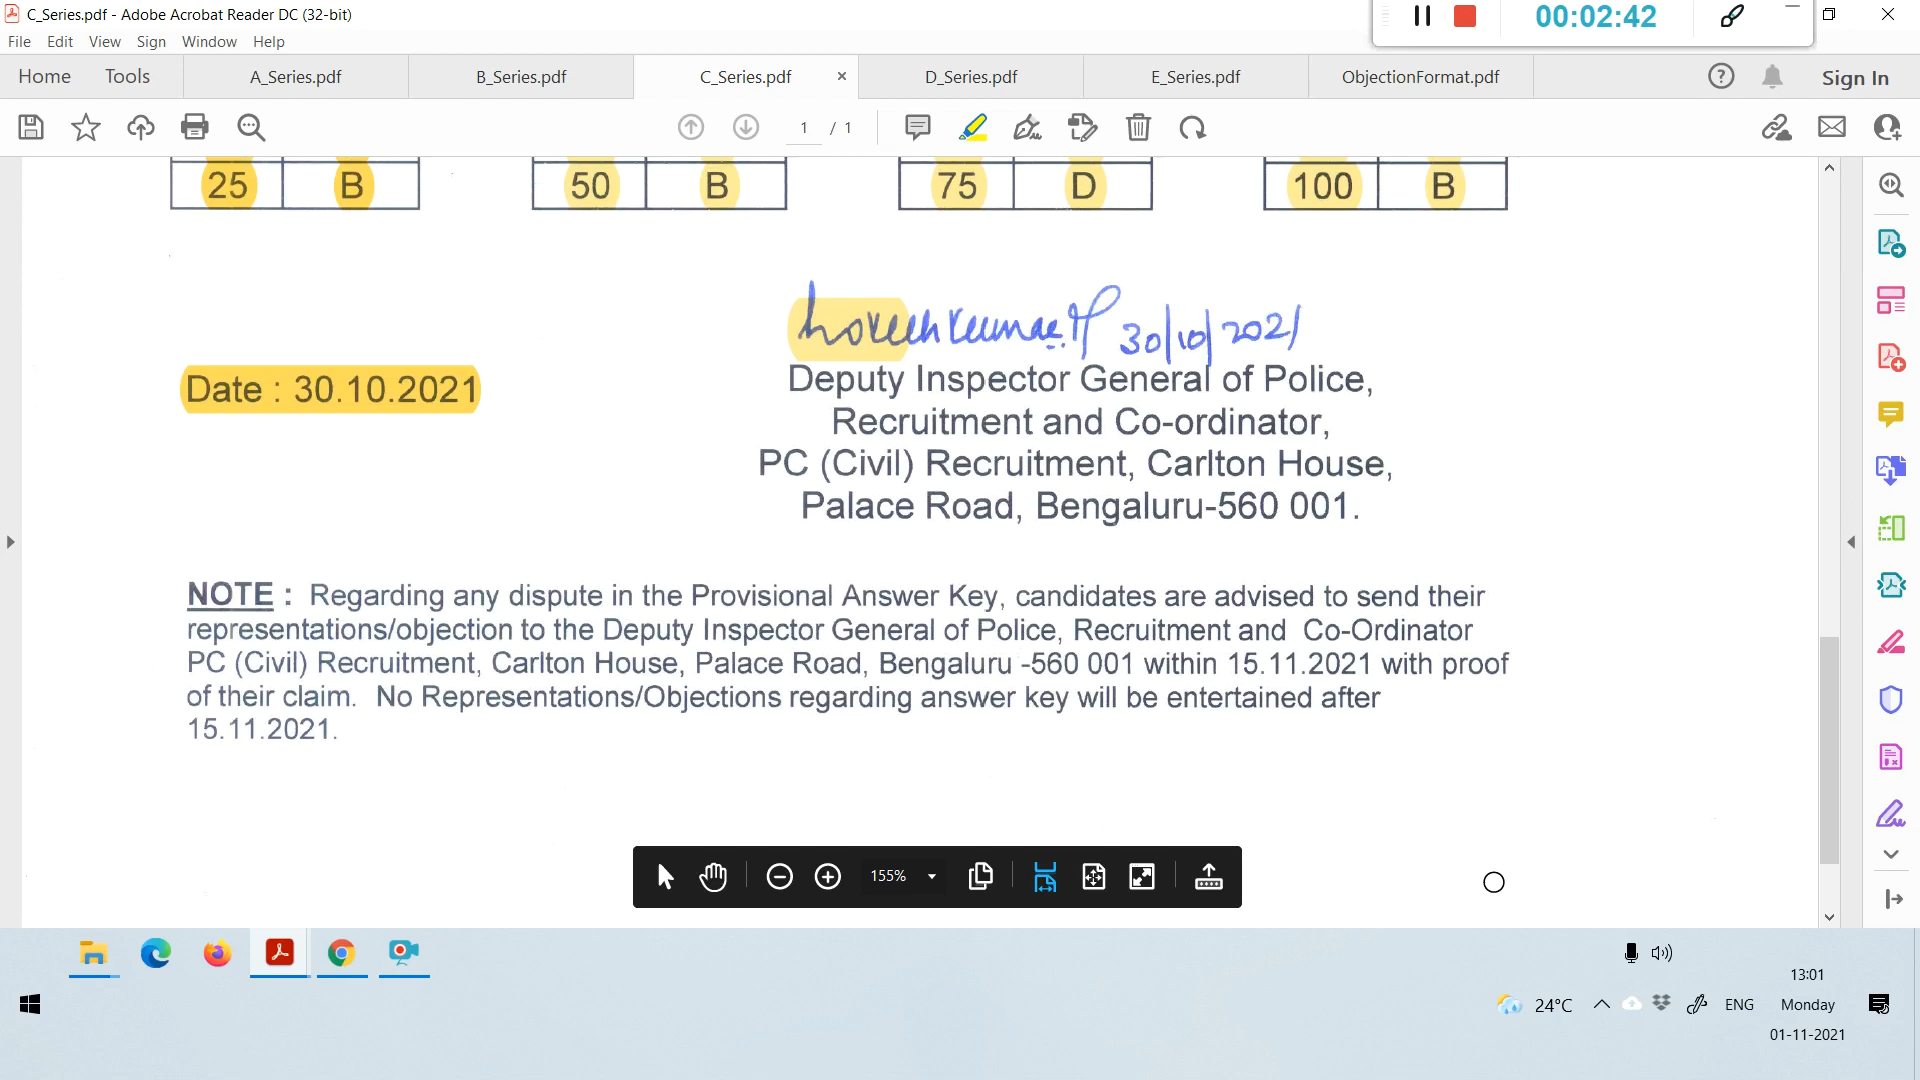 C_Series.pdf - Adobe Acrobat Reader DC (32-bit)
00:02:42
File Edit View Sign Window Help
Home Tools A_Series.pdf B_Series.pdf C_Series.pdf D_Series.pdf E_Series.pdf ObjectionFormat.pdf Sign In
1 / 1
25 B 50 B 75 D 100 B
30/10/2021
Date : 30.10.2021
Deputy Inspector General of Police,
Recruitment and Co-ordinator,
PC (Civil) Recruitment, Carlton House,
Palace Road, Bengaluru-560 001.
NOTE : Regarding any dispute in the Provisional Answer Key, candidates are advised to send their
representations/objection to the Deputy Inspector General of Police, Recruitment and Co-Ordinator
PC (Civil) Recruitment, Carlton House, Palace Road, Bengaluru -560 001 within 15.11.2021 with proof
of their claim. No Representations/Objections regarding answer key will be entertained after
15.11.2021.
155%
13:01
24°C ENG Monday
01-11-2021